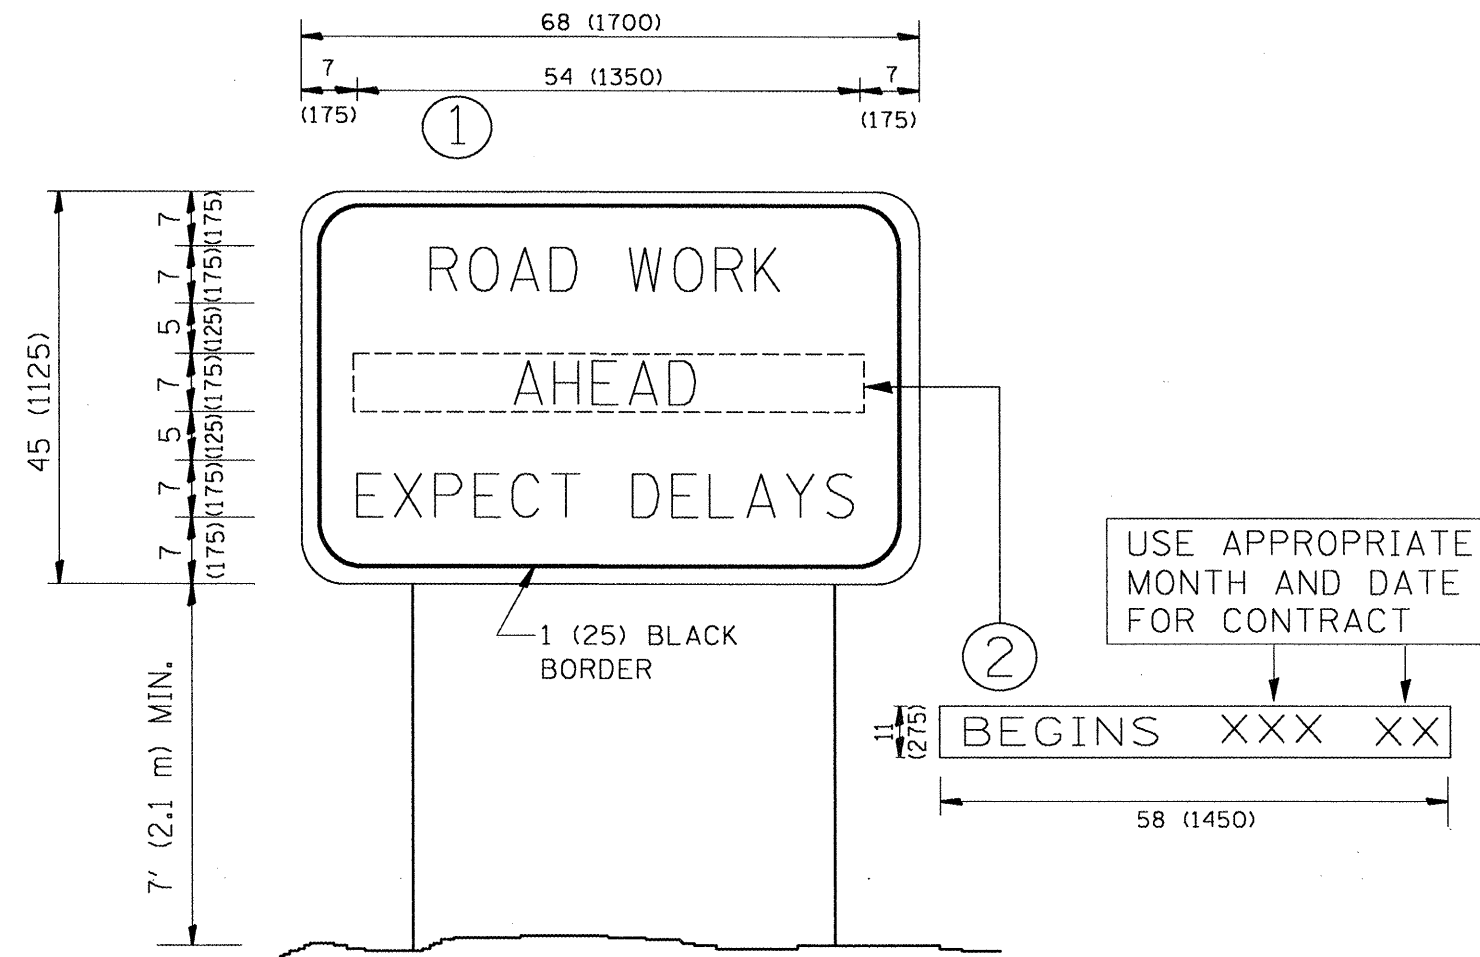 68 (1700)
7
54 (1350)
7
(175)
(175)
1
45 (1125)
7 (175)
7 (175)
5 (125)
7 (175)
5 (125)
7 (175)
7 (175)
ROAD WORK
AHEAD
EXPECT DELAYS
1 (25) BLACK
BORDER
7' (2.1 m) MIN.
USE APPROPRIATE
MONTH AND DATE
FOR CONTRACT
2
11
(275)
BEGINS XXX XX
58 (1450)